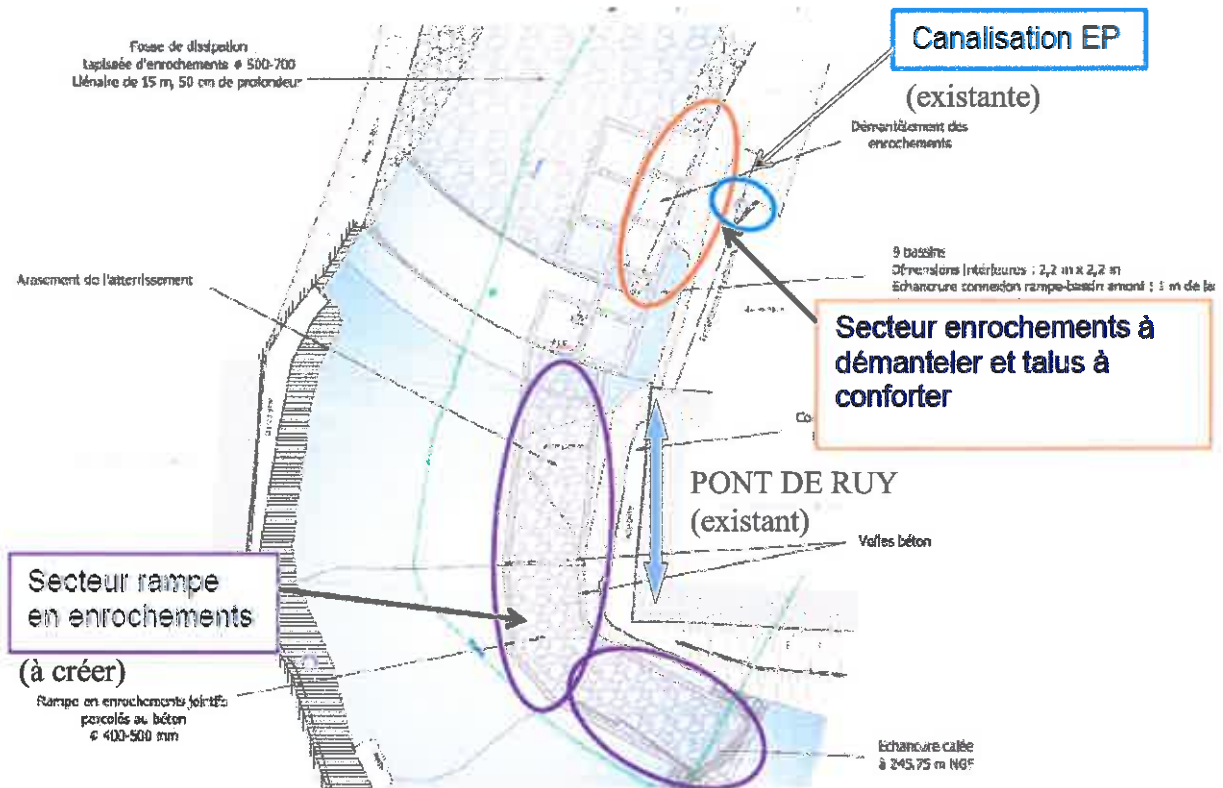 Fosse de dissipation
tapissée d'enrochements ø 500-700
Linéaire de 15 m, 50 cm de profondeur
Canalisation EP
(existante)
Démantèlement des
enrochements
Arasement de l'atterrissement
9 bassins
Dimensions intérieures : 2,2 m x 2,2 m
Echancrure connexion rampe-bassin amont : 1 m de
Secteur enrochements à
démanteler et talus à
conforter
PONT DE RUY
(existant)
Voiles béton
Secteur rampe
en enrochements
(à créer)
Rampe en enrochements jointifs
percolés au béton
ø 400-500 mm
Echancrure calée
à 245,75 m NGF